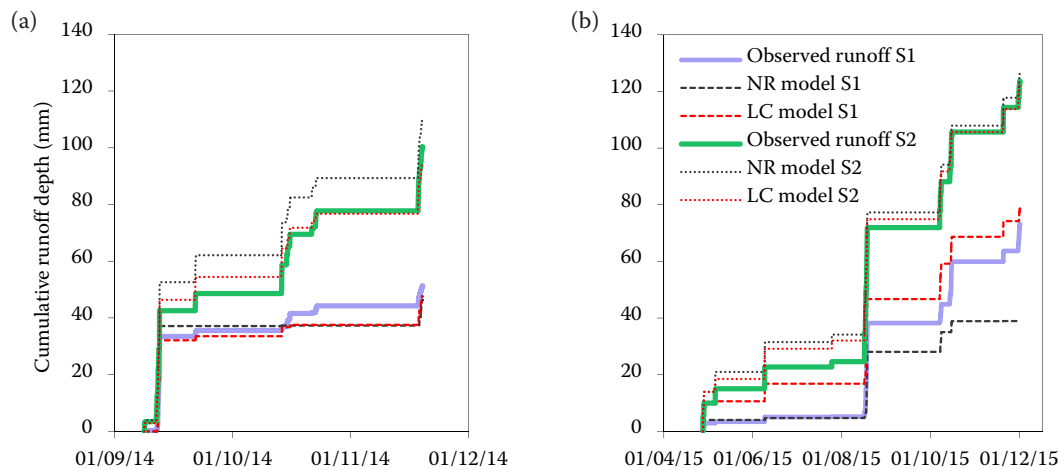 (a)
(b)
Cumulative runoff depth (mm)
140
120
100
80
60
40
20
0
01/09/14
01/10/14
01/11/14
01/12/14
140
120
100
80
60
40
20
0
01/04/15
01/06/15
01/08/15
01/10/15
01/12/15
Observed runoff S1
NR model S1
LC model S1
Observed runoff S2
NR model S2
LC model S2